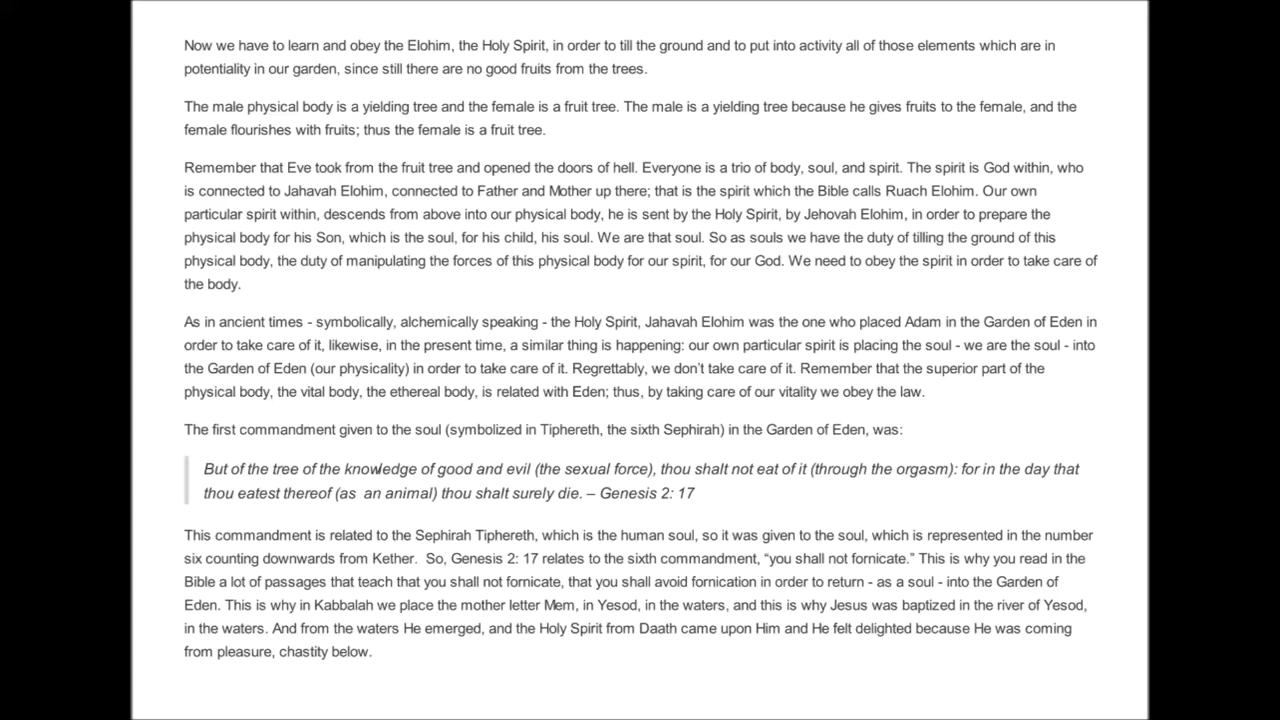 Now we have to learn and obey the Elohim, the Holy Spirit, in order to till the ground and to put into activity all of those elements which are in
potentiality in our garden, since still there are no good fruits from the trees.
The male physical body is a yielding tree and the female is a fruit tree. The male is a yielding tree because he gives fruits to the female, and the
female flourishes with fruits; thus the female is a fruit tree.
Remember that Eve took from the fruit tree and opened the doors of hell. Everyone is a trio of body, soul, and spirit. The spirit is God within, who
is connected to Jahavah Elohim, connected to Father and Mother up there; that is the spirit which the Bible calls Ruach Elohim. Our own
particular spirit within, descends from above into our physical body, he is sent by the Holy Spirit, by Jehovah Elohim, in order to prepare the
physical body for his Son, which is the soul, for his child, his soul. We are that soul. So as souls we have the duty of tilling the ground of this
physical body, the duty of manipulating the forces of this physical body for our spirit, for our God. We need to obey the spirit in order to take care of
the body.
As in ancient times - symbolically, alchemically speaking - the Holy Spirit, Jahavah Elohim was the one who placed Adam in the Garden of Eden in
order to take care of it, likewise, in the present time, a similar thing is happening: our own particular spirit is placing the soul - we are the soul - into
the Garden of Eden (our physicality) in order to take care of it. Regrettably, we don't take care of it. Remember that the superior part of the
physical body, the vital body, the ethereal body, is related with Eden; thus, by taking care of our vitality we obey the law.
The first commandment given to the soul (symbolized in Tiphereth, the sixth Sephirah) in the Garden of Eden, was:
But of the tree of the knowledge of good and evil (the sexual force), thou shalt not eat of it (through the orgasm): for in the day that
thou eatest thereof (as an animal) thou shalt surely die. – Genesis 2: 17
This commandment is related to the Sephirah Tiphereth, which is the human soul, so it was given to the soul, which is represented in the number
six counting downwards from Kether. So, Genesis 2: 17 relates to the sixth commandment, “you shall not fornicate.” This is why you read in the
Bible a lot of passages that teach that you shall not fornicate, that you shall avoid fornication in order to return - as a soul - into the Garden of
Eden. This is why in Kabbalah we place the mother letter Mem, in Yesod, in the waters, and this is why Jesus was baptized in the river of Yesod,
in the waters. And from the waters He emerged, and the Holy Spirit from Daath came upon Him and He felt delighted because He was coming
from pleasure, chastity below.